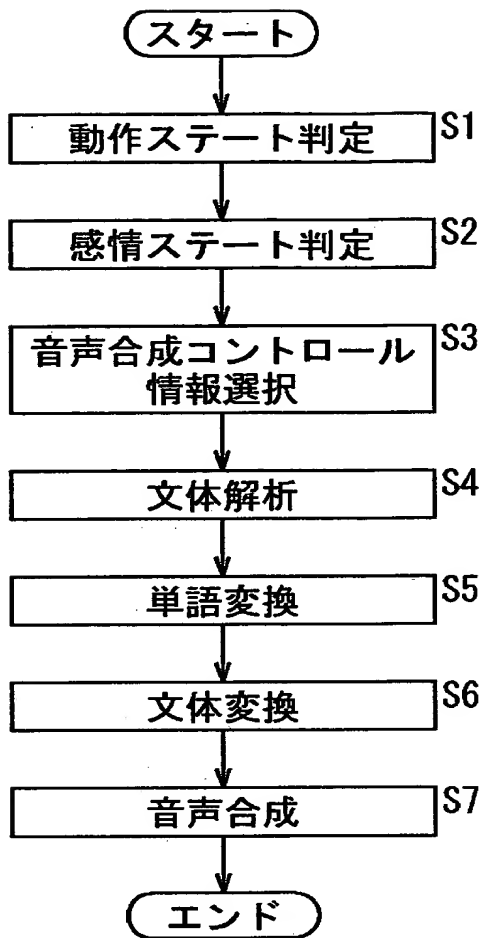 スタート
動作ステート判定 S1
感情ステート判定 S2
音声合成コントロール S3
情報選択
文体解析 S4
単語変換 S5
文体変換 S6
音声合成 S7
エンド